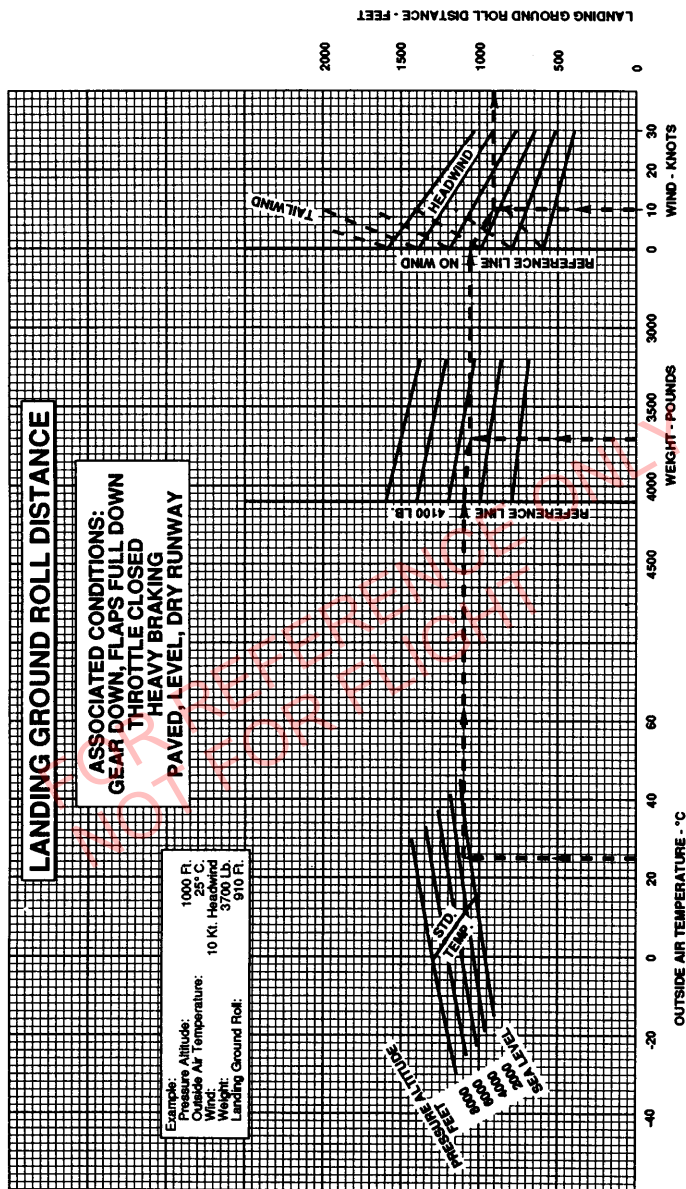 LANDING GROUND ROLL DISTANCE
ASSOCIATED CONDITIONS:
GEAR DOWN, FLAPS FULL DOWN
THROTTLE CLOSED
HEAVY BRAKING
PAVED, LEVEL, DRY RUNWAY
Example:
Pressure Altitude: 1000 Ft.
Outside Air Temperature: 25° C.
Wind: 10 Kt. Headwind
Weight: 3700 Lb.
Landing Ground Roll: 910 Ft.
PRESSURE ALTITUDE
FEET
8000
6000
4000
2000
SEA LEVEL
STD.
TEMP.
REFERENCE LINE 4100 LB.
REFERENCE LINE NO WIND
TAILWIND
HEADWIND
-40 -20 0 20 40 60
OUTSIDE AIR TEMPERATURE - °C
4500 4000 3500 3000
WEIGHT - POUNDS
0 10 20 30
WIND - KNOTS
2000
1500
1000
500
0
LANDING GROUND ROLL DISTANCE - FEET
FOR REFERENCE ONLY
NOT FOR FLIGHT